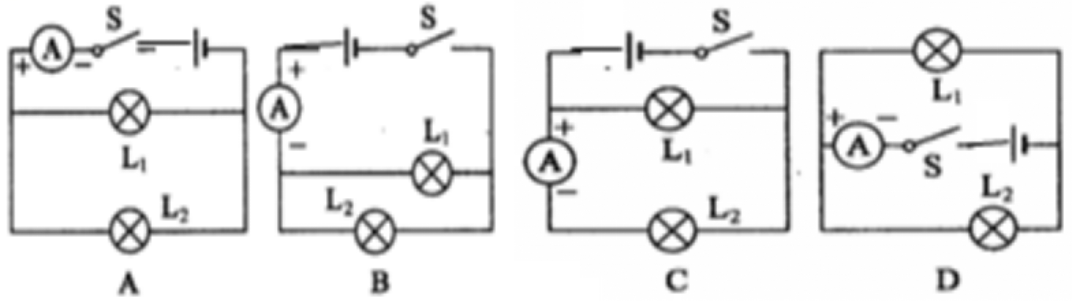 S S S L₁
A + − + + −
A L₁ A S
L₁ − L₁ + A L₂
L₂ L₂ − L₂
A B C D